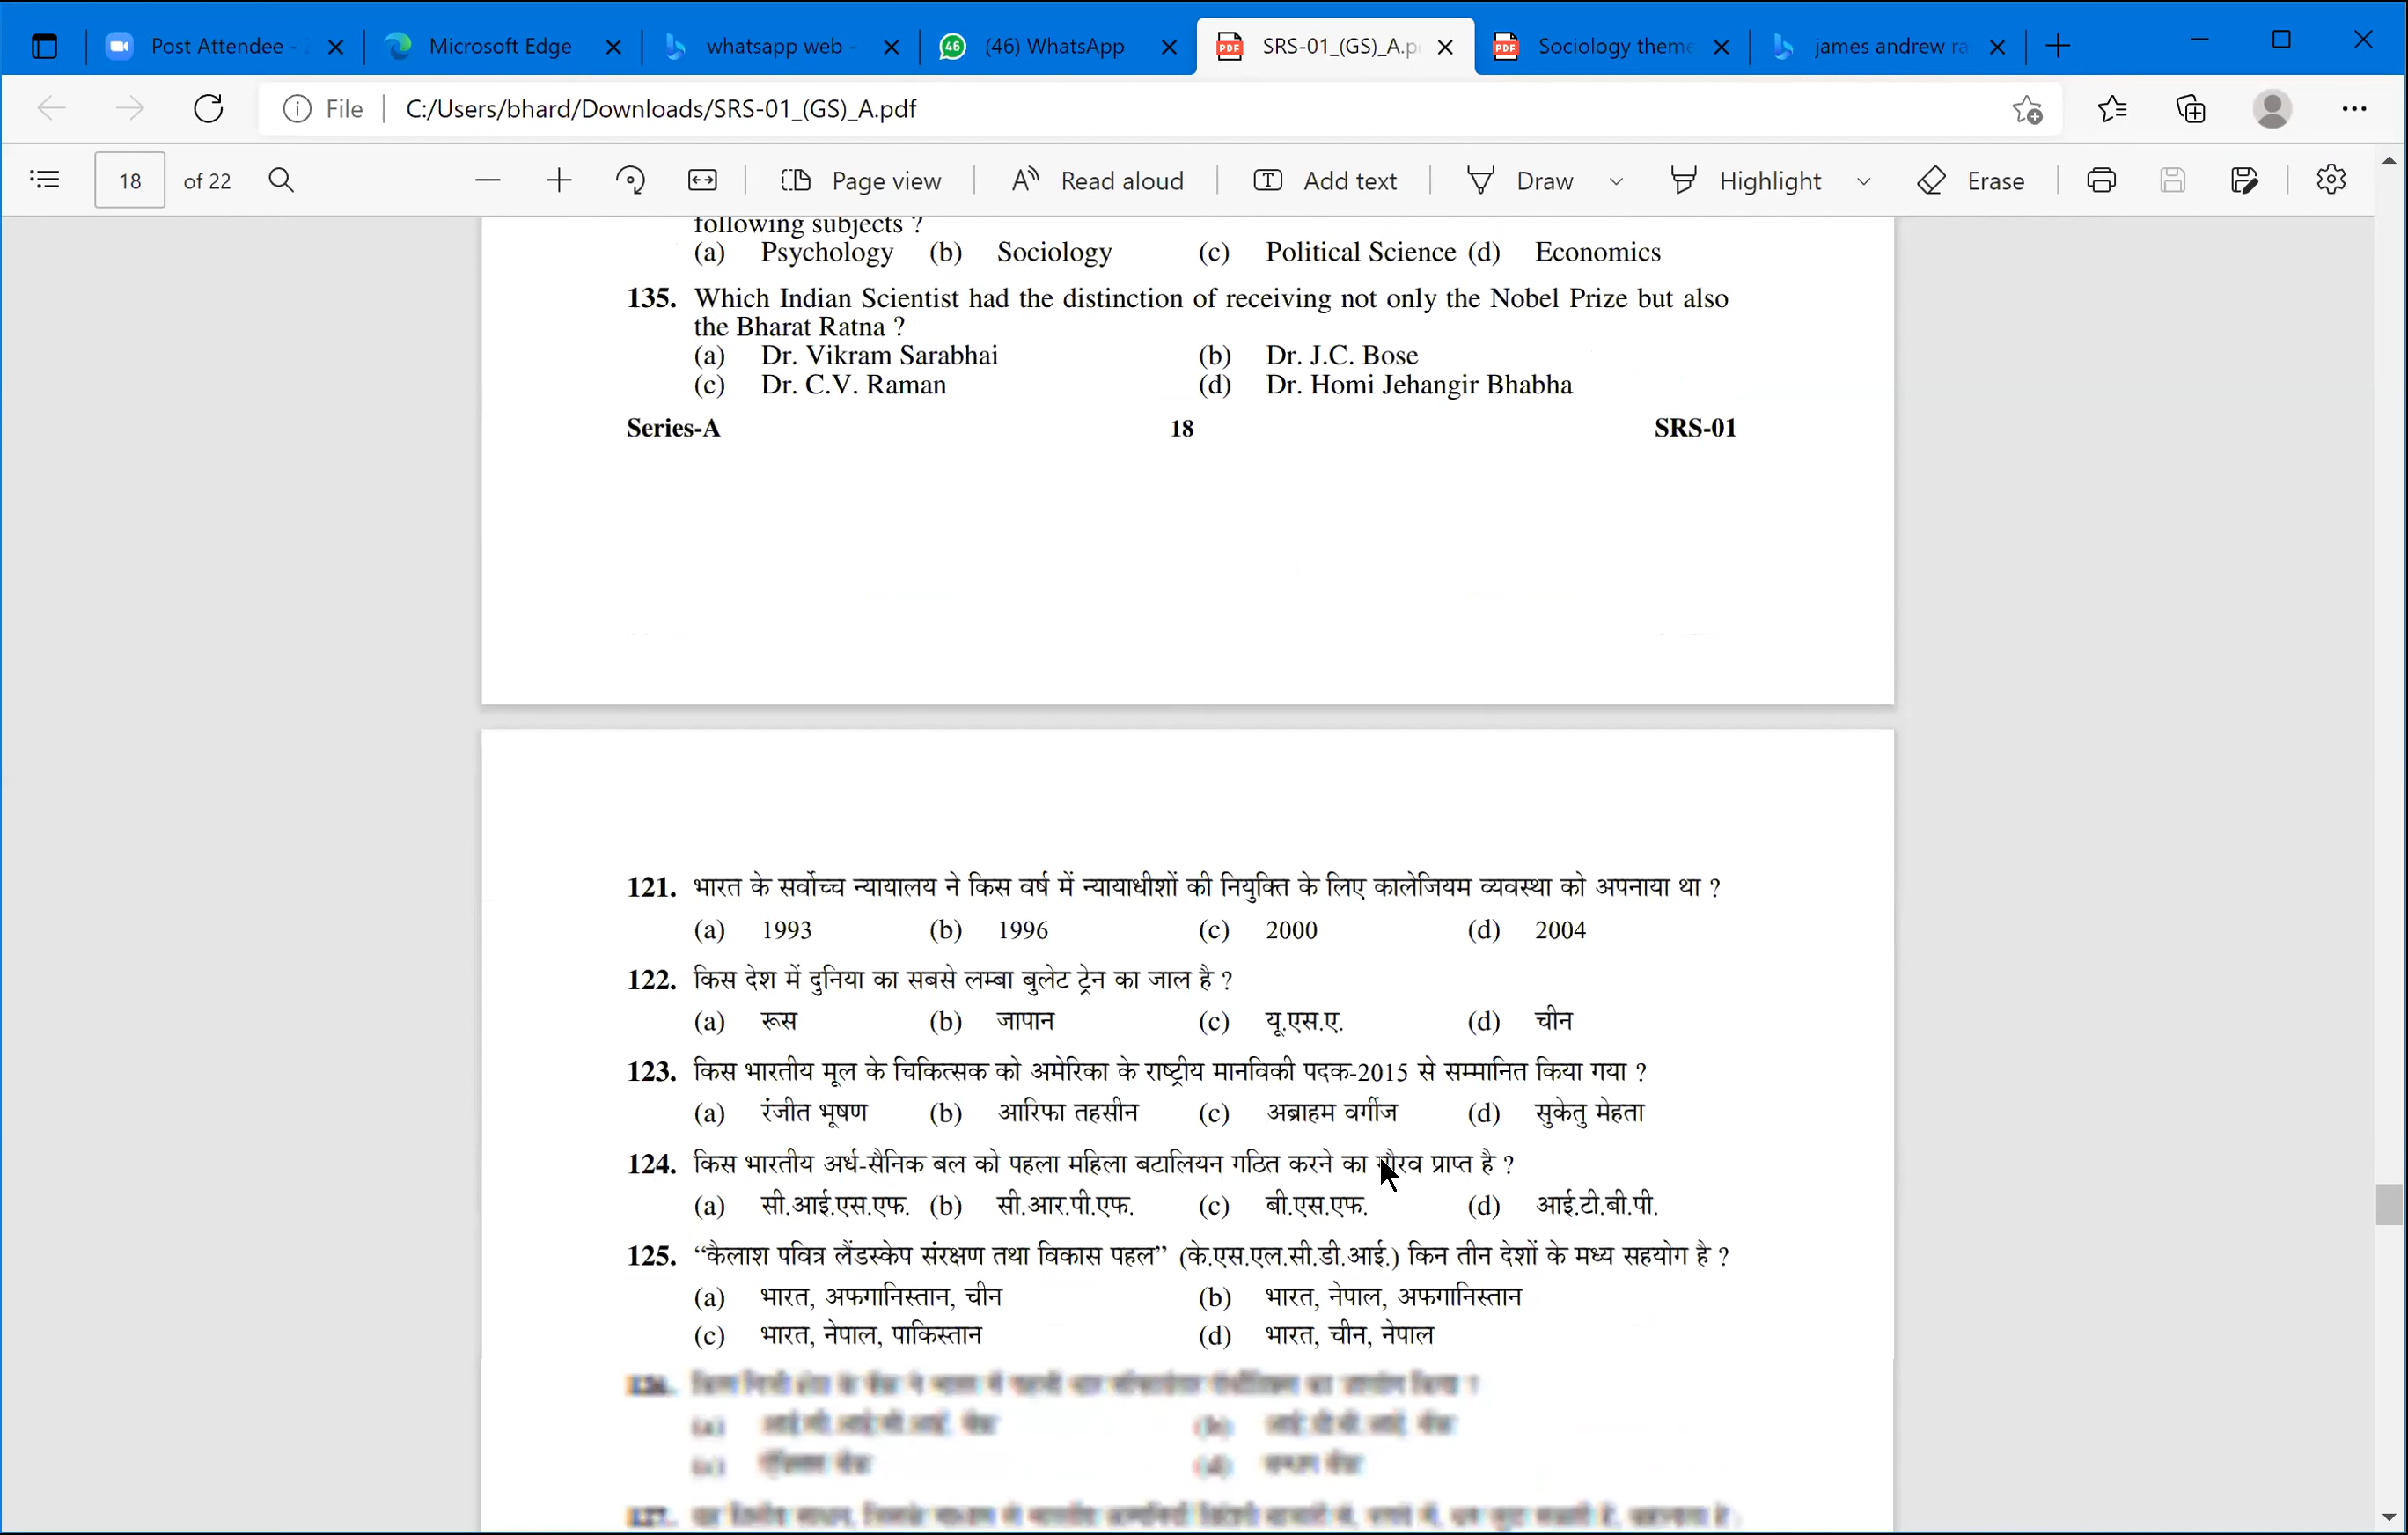 Post Attendee -
Microsoft Edge
whatsapp web -
46
(46) WhatsApp
PDF
SRS-01_(GS)_A.p
PDF
Sociology theme
james andrew ra
File
C:/Users/bhard/Downloads/SRS-01_(GS)_A.pdf
18 of 22
Page view
Read aloud
Add text
Draw
Highlight
Erase
following subjects ?
(a) Psychology (b) Sociology (c) Political Science (d) Economics
135. Which Indian Scientist had the distinction of receiving not only the Nobel Prize but also
the Bharat Ratna ?
(a) Dr. Vikram Sarabhai (b) Dr. J.C. Bose
(c) Dr. C.V. Raman (d) Dr. Homi Jehangir Bhabha
Series-A 18 SRS-01
121. भारत के सर्वोच्च न्यायालय ने किस वर्ष में न्यायाधीशों की नियुक्ति के लिए कालेजियम व्यवस्था को अपनाया था ?
(a) 1993 (b) 1996 (c) 2000 (d) 2004
122. किस देश में दुनिया का सबसे लम्बा बुलेट ट्रेन का जाल है ?
(a) रूस (b) जापान (c) यू.एस.ए. (d) चीन
123. किस भारतीय मूल के चिकित्सक को अमेरिका के राष्ट्रीय मानविकी पदक-2015 से सम्मानित किया गया ?
(a) रंजीत भूषण (b) आरिफा तहसीन (c) अब्राहम वर्गीज (d) सुकेतु मेहता
124. किस भारतीय अर्ध-सैनिक बल को पहला महिला बटालियन गठित करने का गौरव प्राप्त है ?
(a) सी.आई.एस.एफ. (b) सी.आर.पी.एफ. (c) बी.एस.एफ. (d) आई.टी.बी.पी.
125. “कैलाश पवित्र लैंडस्केप संरक्षण तथा विकास पहल” (के.एस.एल.सी.डी.आई.) किन तीन देशों के मध्य सहयोग है ?
(a) भारत, अफगानिस्तान, चीन (b) भारत, नेपाल, अफगानिस्तान
(c) भारत, नेपाल, पाकिस्तान (d) भारत, चीन, नेपाल